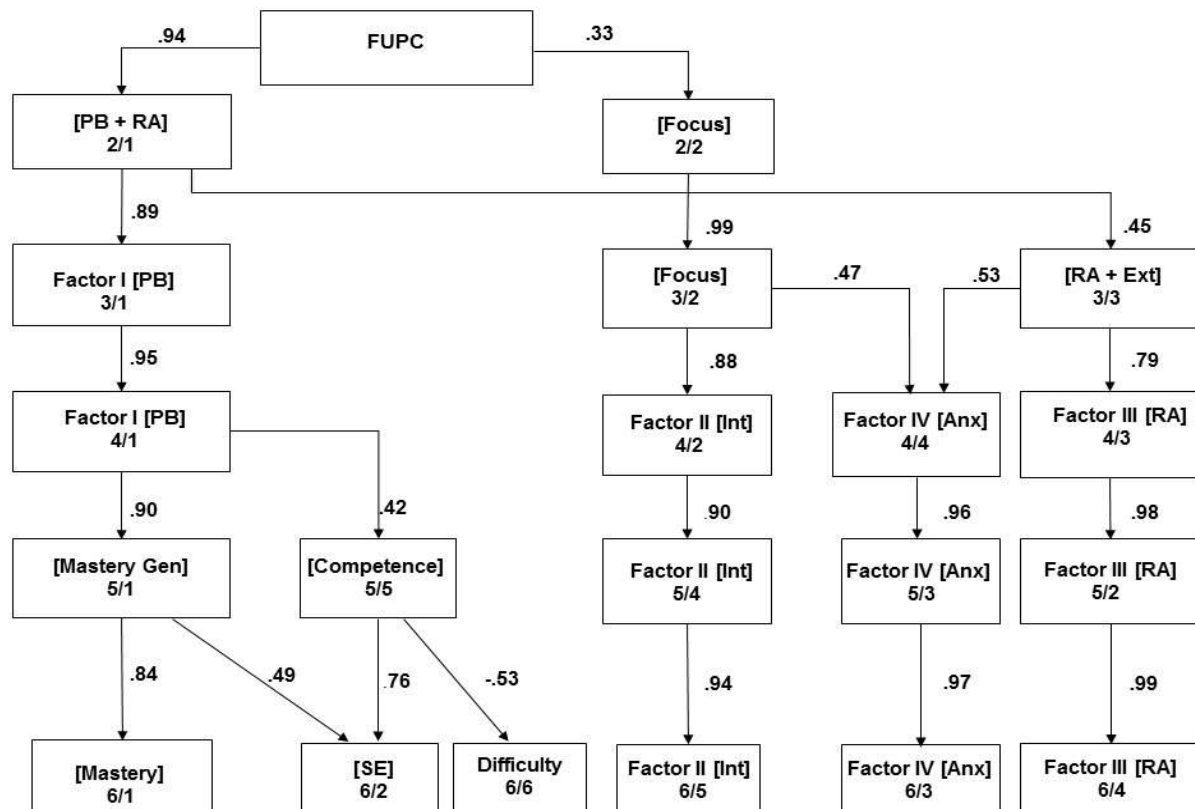 .94
FUPC
.33
[PB + RA]
2/1
[Focus]
2/2
.89
.99
.45
Factor I [PB]
3/1
[Focus]
3/2
.47
.53
[RA + Ext]
3/3
.95
.88
.79
Factor I [PB]
4/1
Factor II [Int]
4/2
Factor IV [Anx]
4/4
Factor III [RA]
4/3
.90
.42
.90
.96
.98
[Mastery Gen]
5/1
[Competence]
5/5
Factor II [Int]
5/4
Factor IV [Anx]
5/3
Factor III [RA]
5/2
.84
.49
.76
-.53
.94
.97
.99
[Mastery]
6/1
[SE]
6/2
Difficulty
6/6
Factor II [Int]
6/5
Factor IV [Anx]
6/3
Factor III [RA]
6/4